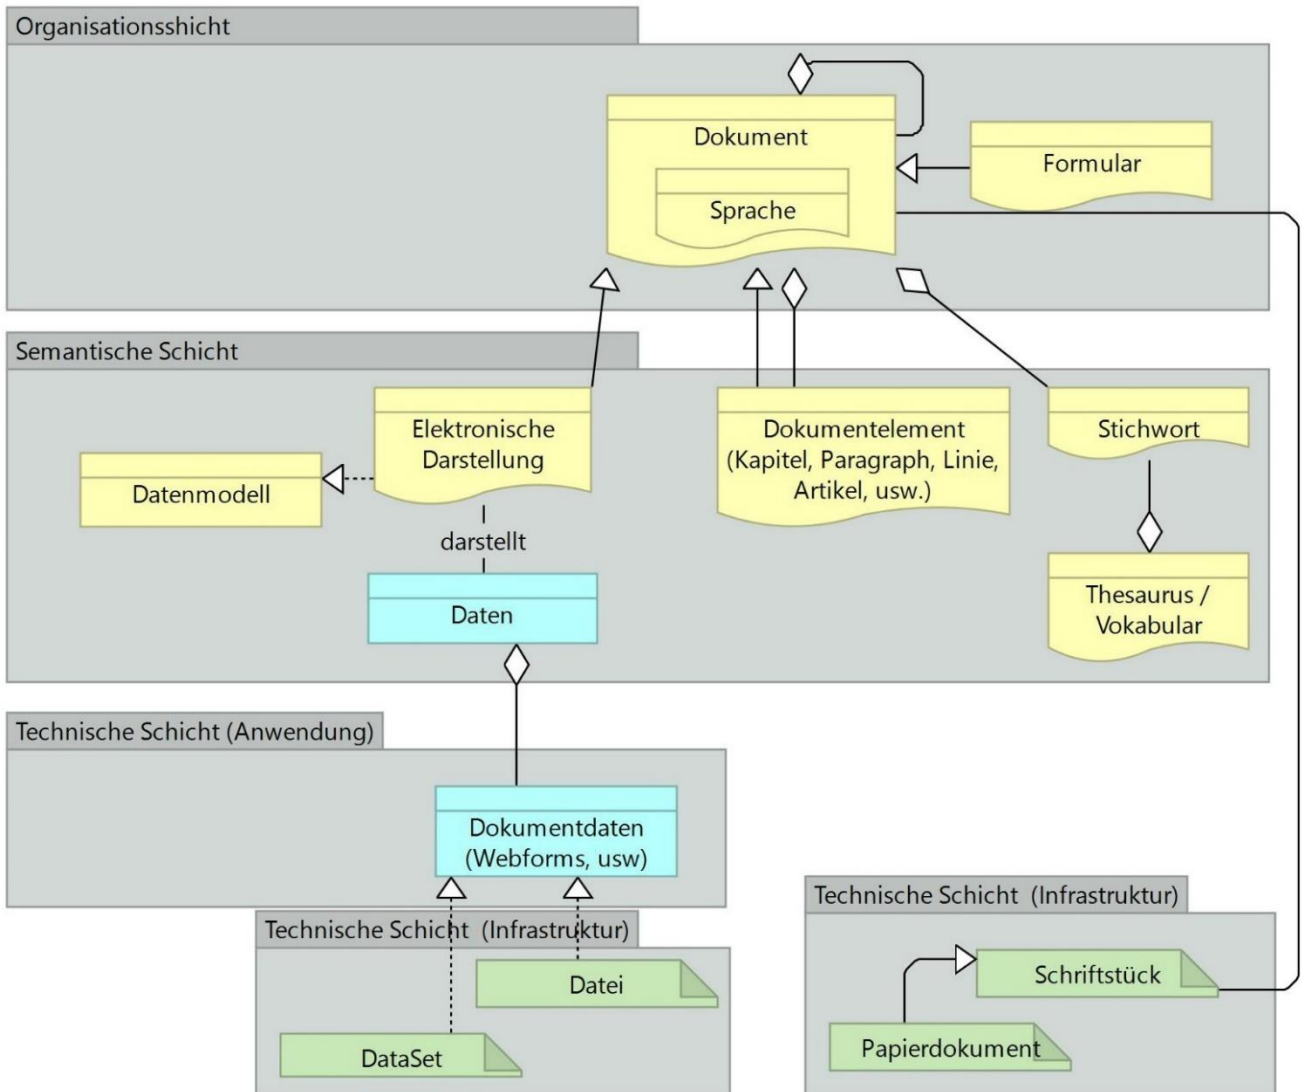 Organisationsshicht
Dokument
Formular
Sprache
Semantische Schicht
Elektronische
Darstellung
Datenmodell
Dokumentelement
(Kapitel, Paragraph, Linie,
Artikel, usw.)
Stichwort
darstellt
Daten
Thesaurus /
Vokabular
Technische Schicht (Anwendung)
Dokumentdaten
(Webforms, usw)
Technische Schicht (Infrastruktur)
Datei
DataSet
Technische Schicht (Infrastruktur)
Schriftstück
Papierdokument